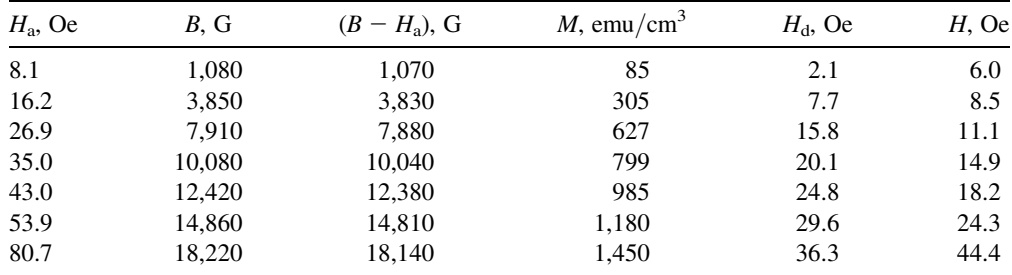 Ha, Oe B, G (B − Ha), G M, emu/cm³ Hd, Oe H, Oe
8.1 1,080 1,070 85 2.1 6.0
16.2 3,850 3,830 305 7.7 8.5
26.9 7,910 7,880 627 15.8 11.1
35.0 10,080 10,040 799 20.1 14.9
43.0 12,420 12,380 985 24.8 18.2
53.9 14,860 14,810 1,180 29.6 24.3
80.7 18,220 18,140 1,450 36.3 44.4